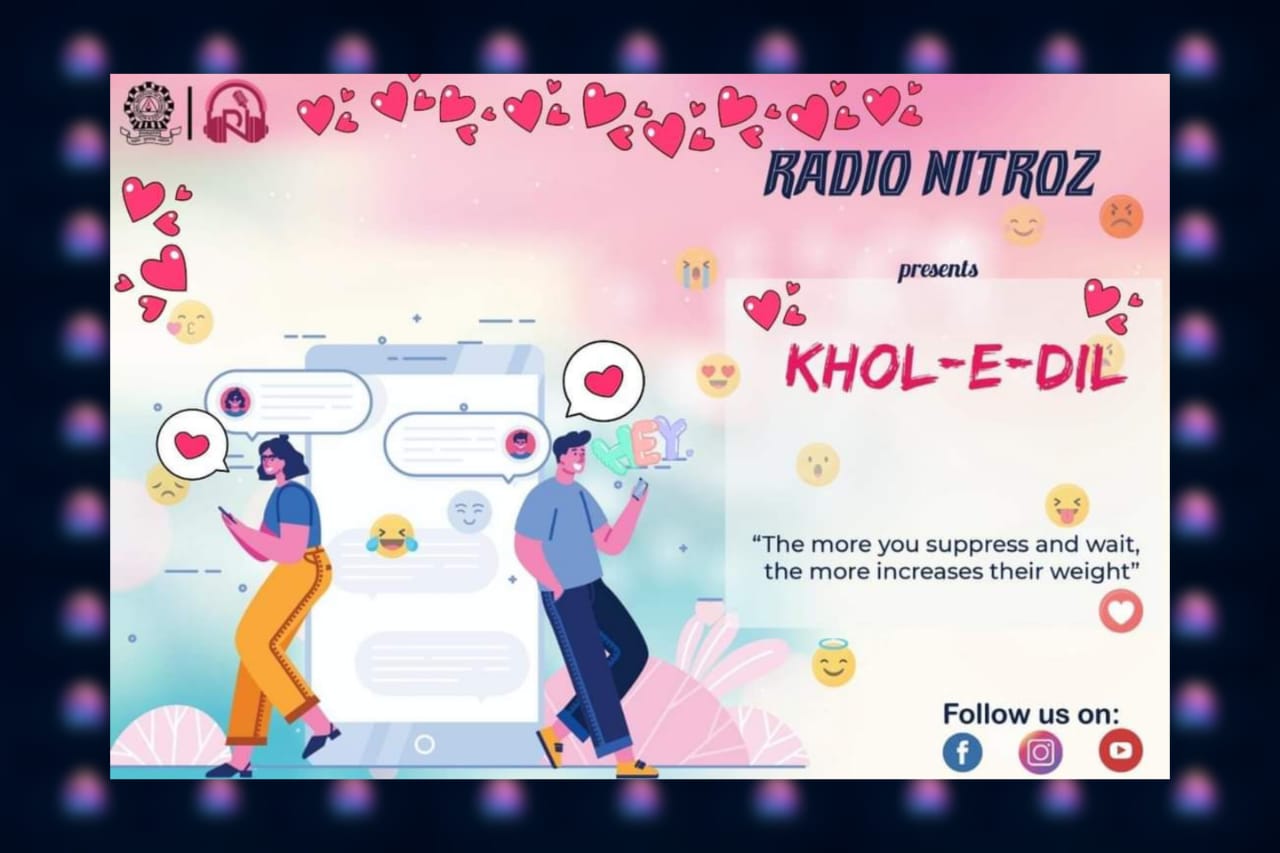 RADIO NITROZ
presents
KHOL-E-DIL
HEY
“The more you suppress and wait,
the more increases their weight”
Follow us on: